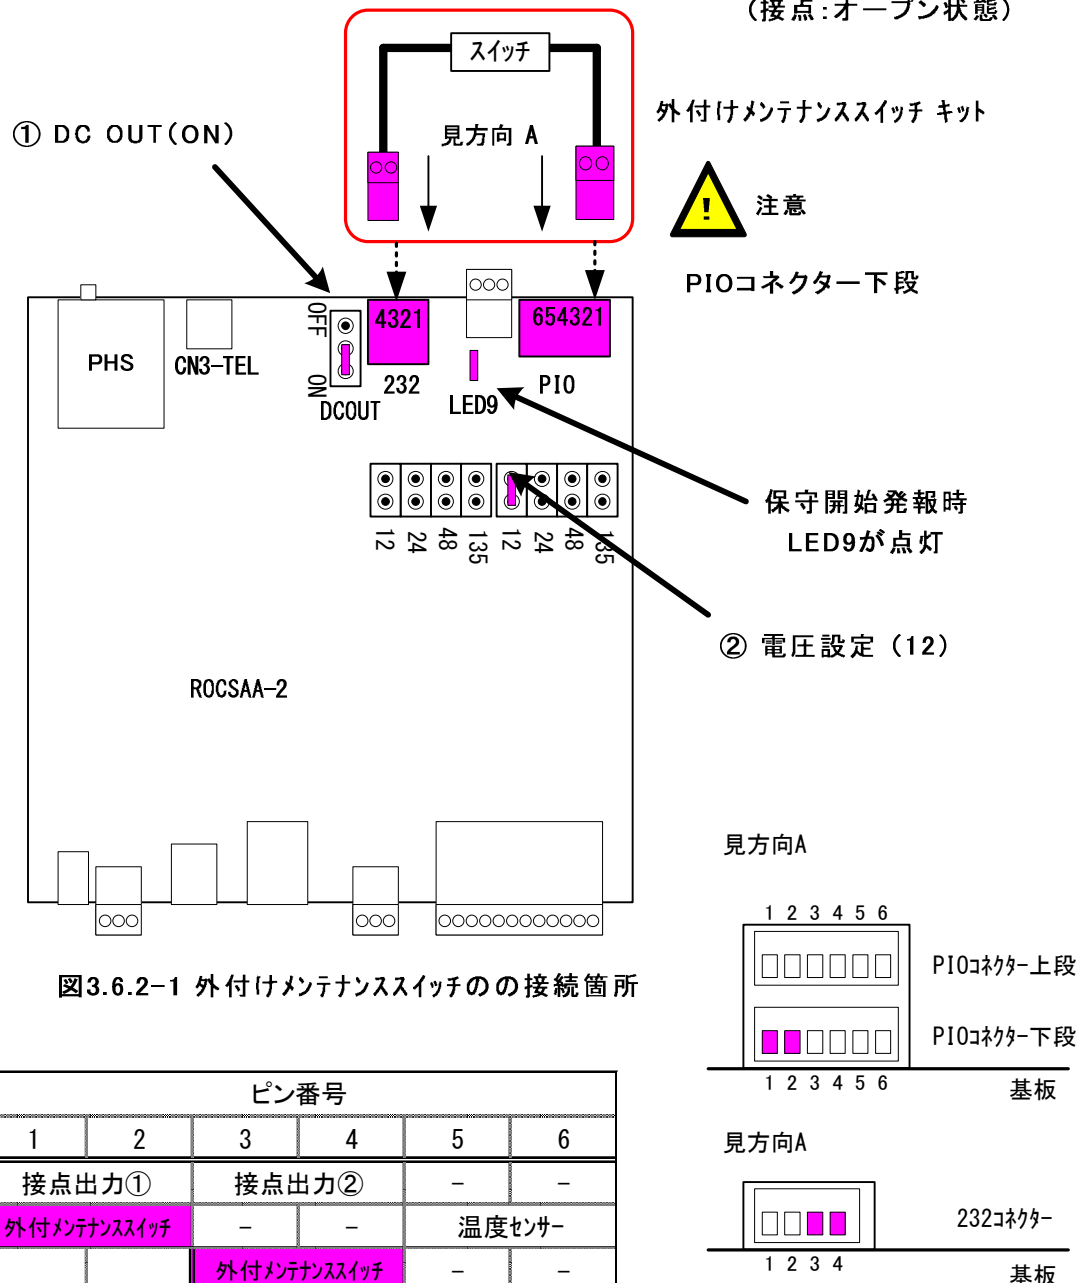 (接点:オープン状態)
スイッチ
外付けメンテナンススイッチ キット
① DC OUT(ON)
見方向 A
!
注意
PIOコネクター下段
OFF
4321
654321
PHS
CN3-TEL
ON
232
PIO
DCOUT
LED9
12 24 48 135 12 24 48 135
保守開始発報時
LED9が点灯
② 電圧設定 (12)
ROCSAA-2
図3.6.2-1 外付けメンテナンススイッチのの接続箇所
見方向A
1 2 3 4 5 6
PIOコネクター上段
PIOコネクター下段
1 2 3 4 5 6
基板
見方向A
232コネクター
1 2 3 4
基板
ピン番号
1 2 3 4 5 6
接点出力① 接点出力② - -
外付メンテナンススイッチ - - 温度センサー
外付メンテナンススイッチ - -